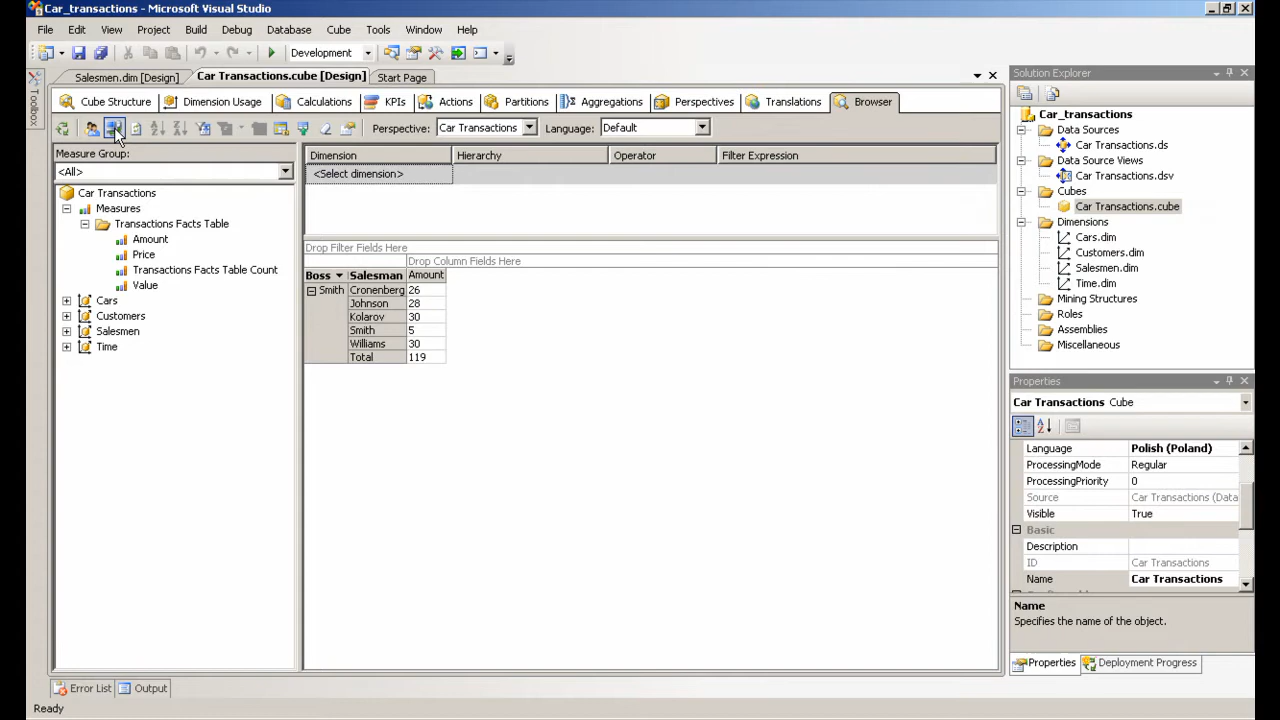 Car_transactions - Microsoft Visual Studio
File Edit View Project Build Debug Database Cube Tools Window Help
Development
Toolbox
Salesmen.dim [Design] Car Transactions.cube [Design] Start Page
Cube Structure Dimension Usage Calculations KPIs Actions Partitions Aggregations Perspectives Translations Browser
Perspective: Car Transactions Language: Default
Measure Group:
<All>
Car Transactions
Measures
Transactions Facts Table
Amount
Price
Transactions Facts Table Count
Value
Cars
Customers
Salesmen
Time
Dimension Hierarchy Operator Filter Expression
<Select dimension>
Drop Filter Fields Here
Drop Column Fields Here
Boss Salesman Amount
Smith Cronenberg 26
Johnson 28
Kolarov 30
Smith 5
Williams 30
Total 119
Solution Explorer
Car_transactions
Data Sources
Car Transactions.ds
Data Source Views
Car Transactions.dsv
Cubes
Car Transactions.cube
Dimensions
Cars.dim
Customers.dim
Salesmen.dim
Time.dim
Mining Structures
Roles
Assemblies
Miscellaneous
Properties
Car Transactions Cube
Language Polish (Poland)
ProcessingMode Regular
ProcessingPriority 0
Source Car Transactions (Data
Visible True
Basic
Description
ID Car Transactions
Name Car Transactions
Name
Specifies the name of the object.
Properties Deployment Progress
Error List Output
Ready